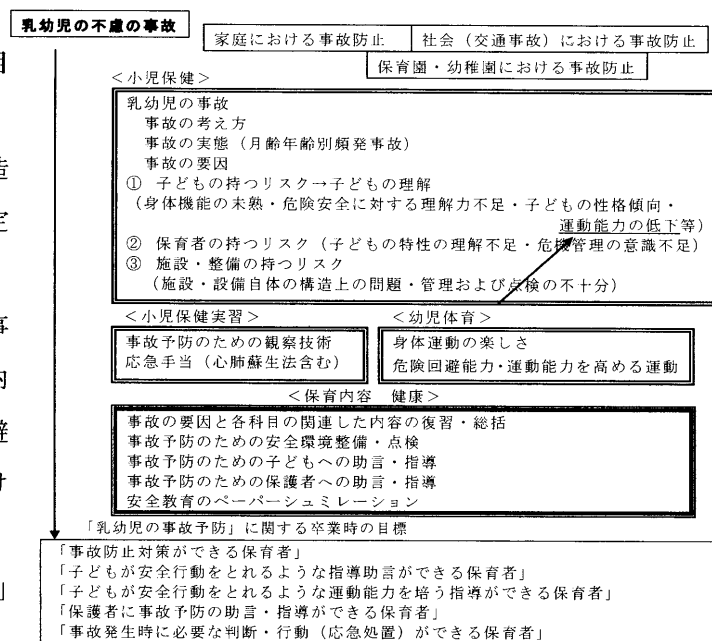 乳幼児の不慮の事故
家庭における事故防止
社会（交通事故）における事故防止
保育園・幼稚園における事故防止
＜小児保健＞
乳幼児の事故
事故の考え方
事故の実態（月齢年齢別頻発事故）
事故の要因
① 子どもの持つリスク→子どもの理解
（身体機能の未熟・危険安全に対する理解力不足・子どもの性格傾向・
運動能力の低下等）
② 保育者の持つリスク（子どもの特性の理解不足・危機管理の意識不足）
③ 施設・整備の持つリスク
（施設・設備自体の構造上の問題・管理および点検の不十分）
＜小児保健実習＞
事故予防のための観察技術
応急手当（心肺蘇生法含む）
＜幼児体育＞
身体運動の楽しさ
危険回避能力・運動能力を高める運動
＜保育内容　健康＞
事故の要因と各科目の関連した内容の復習・総括
事故予防のための安全環境整備・点検
事故予防のための子どもへの助言・指導
事故予防のための保護者への助言・指導
安全教育のペーパーシュミレーション
「乳幼児の事故予防」に関する卒業時の目標
「事故防止対策ができる保育者」
「子どもが安全行動をとれるような指導助言ができる保育者」
「子どもが安全行動をとれるような運動能力を培う指導ができる保育者」
「保護者に事故予防の助言・指導ができる保育者」
「事故発生時に必要な判断・行動（応急処置）ができる保育者」